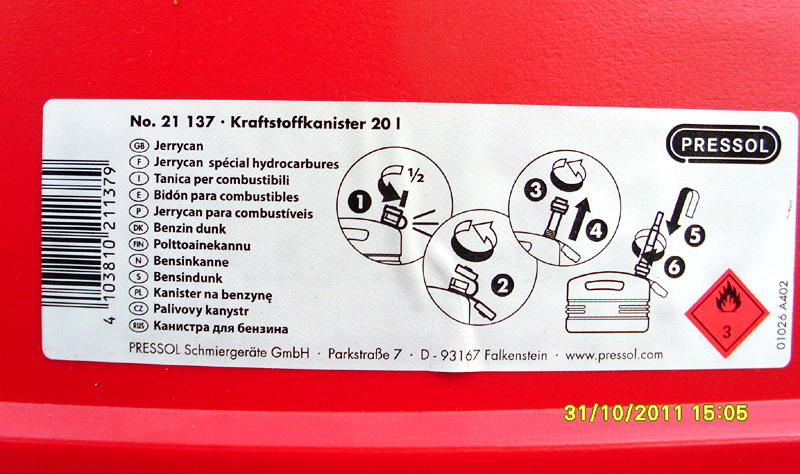 No. 21 137 · Kraftstoffkanister 20 l
GB Jerrycan
F Jerrycan spécial hydrocarbures
I Tanica per combustibili
E Bidón para combustibles
P Jerrycan para combustíveis
DK Benzin dunk
FIN Polttoainekannu
N Bensinkanne
S Bensindunk
PL Kanister na benzynę
CZ Palivovy kanystr
RUS Канистра для бензина
PRESSOL Schmiergeräte GmbH · Parkstraße 7 · D - 93167 Falkenstein · www.pressol.com
4 103810 211379
1
½
2
3
4
5
6
PRESSOL
3
01026 A402
31/10/2011 15:05